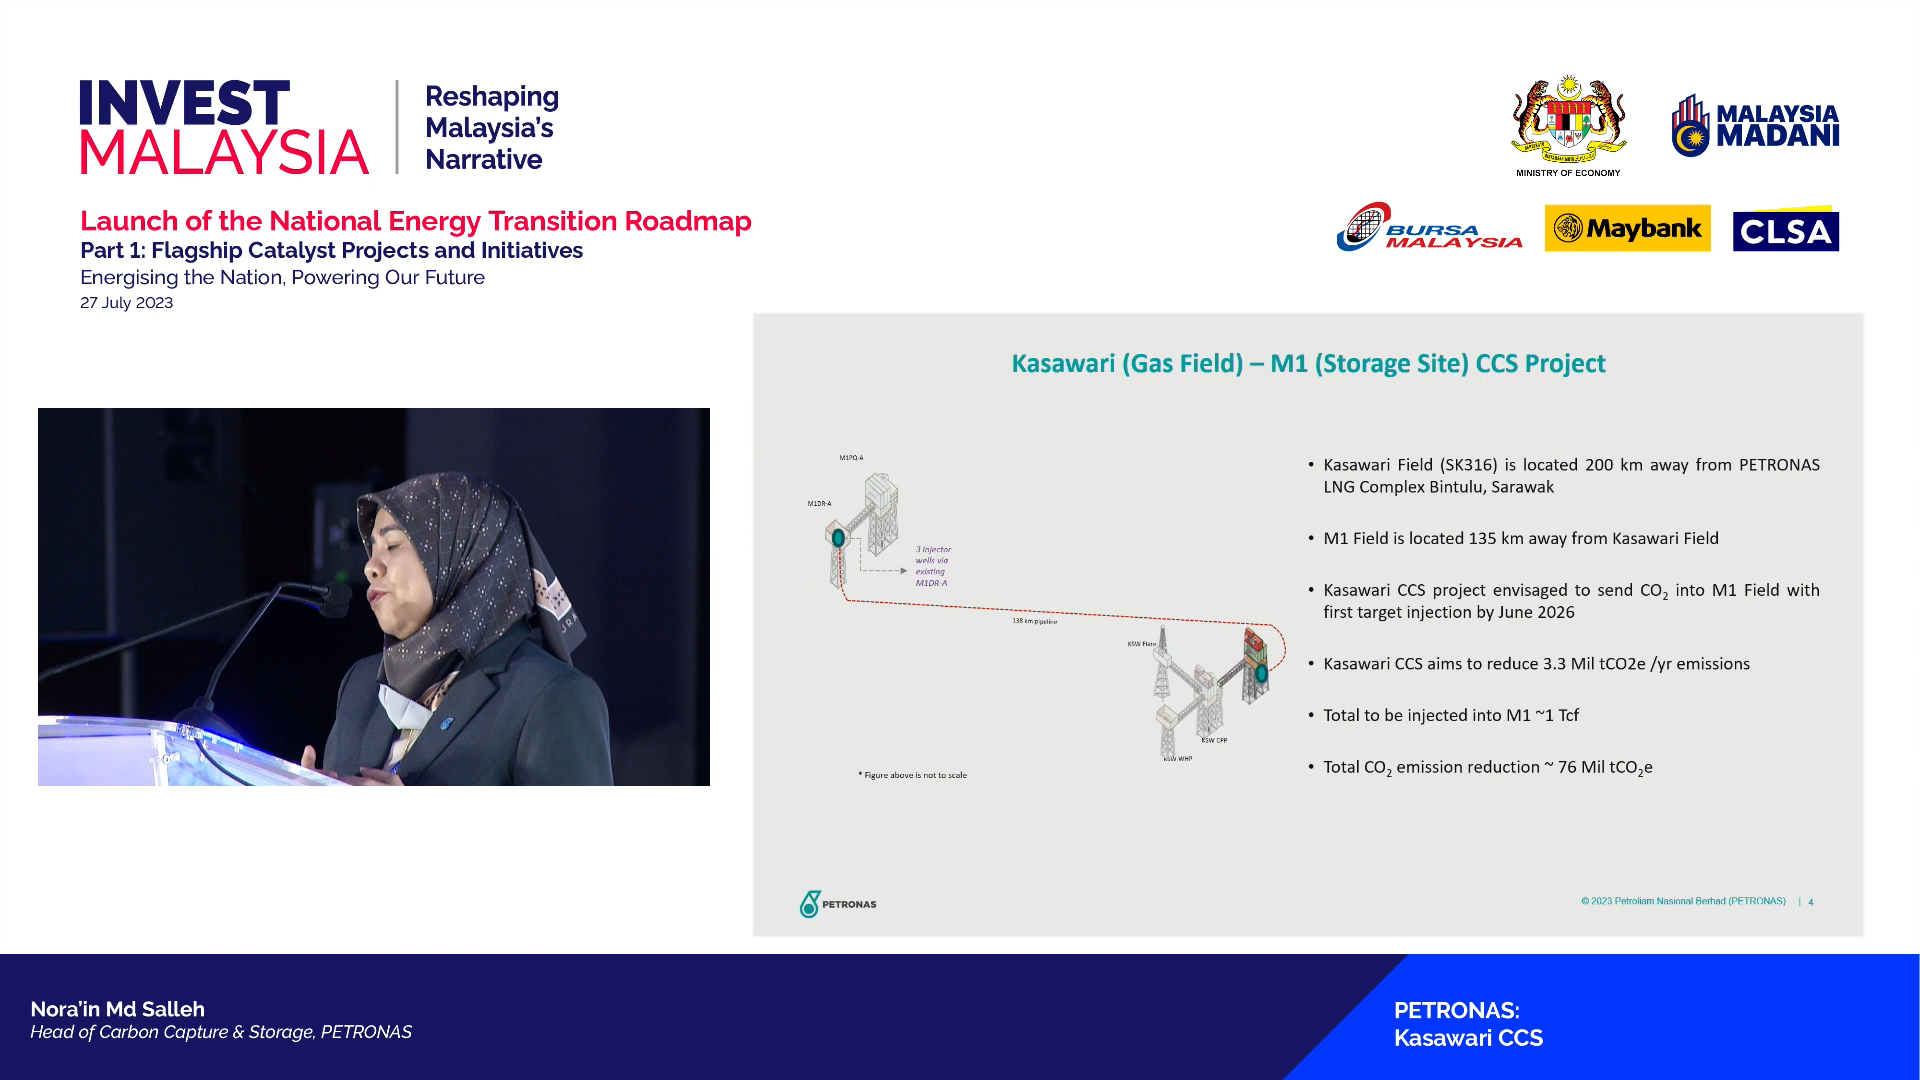 INVEST
MALAYSIA
Reshaping
Malaysia’s
Narrative
MINISTRY OF ECONOMY
MALAYSIA
MADANI
Launch of the National Energy Transition Roadmap
Part 1: Flagship Catalyst Projects and Initiatives
Energising the Nation, Powering Our Future
27 July 2023
BURSA
MALAYSIA
Maybank
CLSA
Kasawari (Gas Field) – M1 (Storage Site) CCS Project
M1PQ-A
M1DR-A
3 Injector
wells via
existing
M1DR-A
138 km pipeline
KSW Flare
KSW CPP
KSW WHP
* Figure above is not to scale
• Kasawari Field (SK316) is located 200 km away from PETRONAS
LNG Complex Bintulu, Sarawak
• M1 Field is located 135 km away from Kasawari Field
• Kasawari CCS project envisaged to send CO₂ into M1 Field with
first target injection by June 2026
• Kasawari CCS aims to reduce 3.3 Mil tCO2e /yr emissions
• Total to be injected into M1 ~1 Tcf
• Total CO₂ emission reduction ~ 76 Mil tCO₂e
PETRONAS
© 2023 Petroliam Nasional Berhad (PETRONAS) | 4
Nora’in Md Salleh
Head of Carbon Capture & Storage, PETRONAS
PETRONAS:
Kasawari CCS